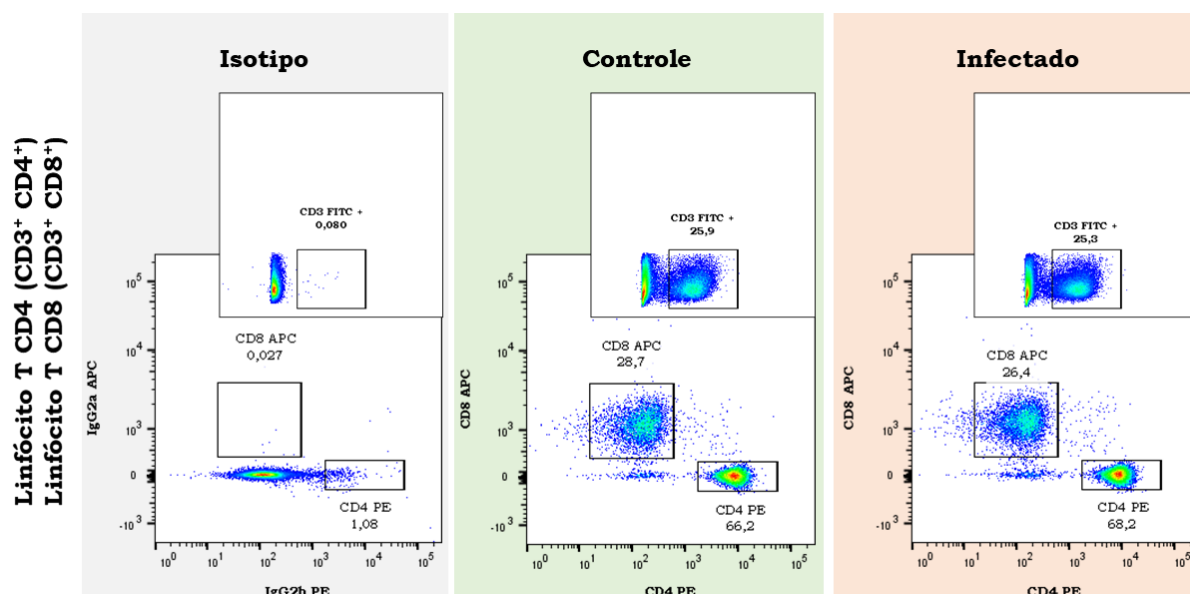 Linfócito T CD4 (CD3⁺ CD4⁺)
Linfócito T CD8 (CD3⁺ CD8⁺)
Isotipo
CD3 FITC +
0,080
CD8 APC
0,027
CD4 PE
1,08
IgG2a APC
10⁵
10⁴
10³
0
-10³
10⁰ 10¹ 10² 10³ 10⁴ 10⁵
IgG2b PE
Controle
CD3 FITC +
25,9
CD8 APC
28,7
CD4 PE
66,2
CD8 APC
10⁵
10⁴
10³
0
-10³
10⁰ 10¹ 10² 10³ 10⁴ 10⁵
CD4 PE
Infectado
CD3 FITC +
25,3
CD8 APC
26,4
CD4 PE
68,2
CD8 APC
10⁵
10⁴
10³
0
-10³
10⁰ 10¹ 10² 10³ 10⁴ 10⁵
CD4 PE